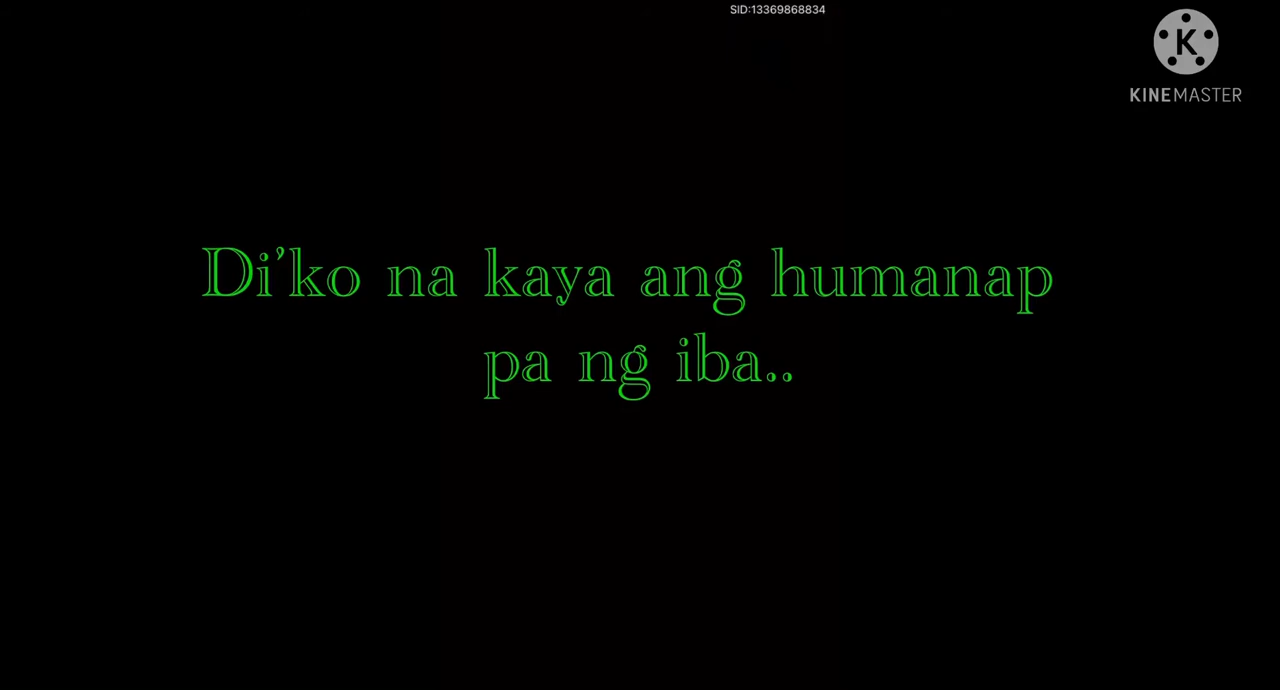 SID:13369868834
K
KINEMASTER
Di’ko na kaya ang humanap
pa ng iba..